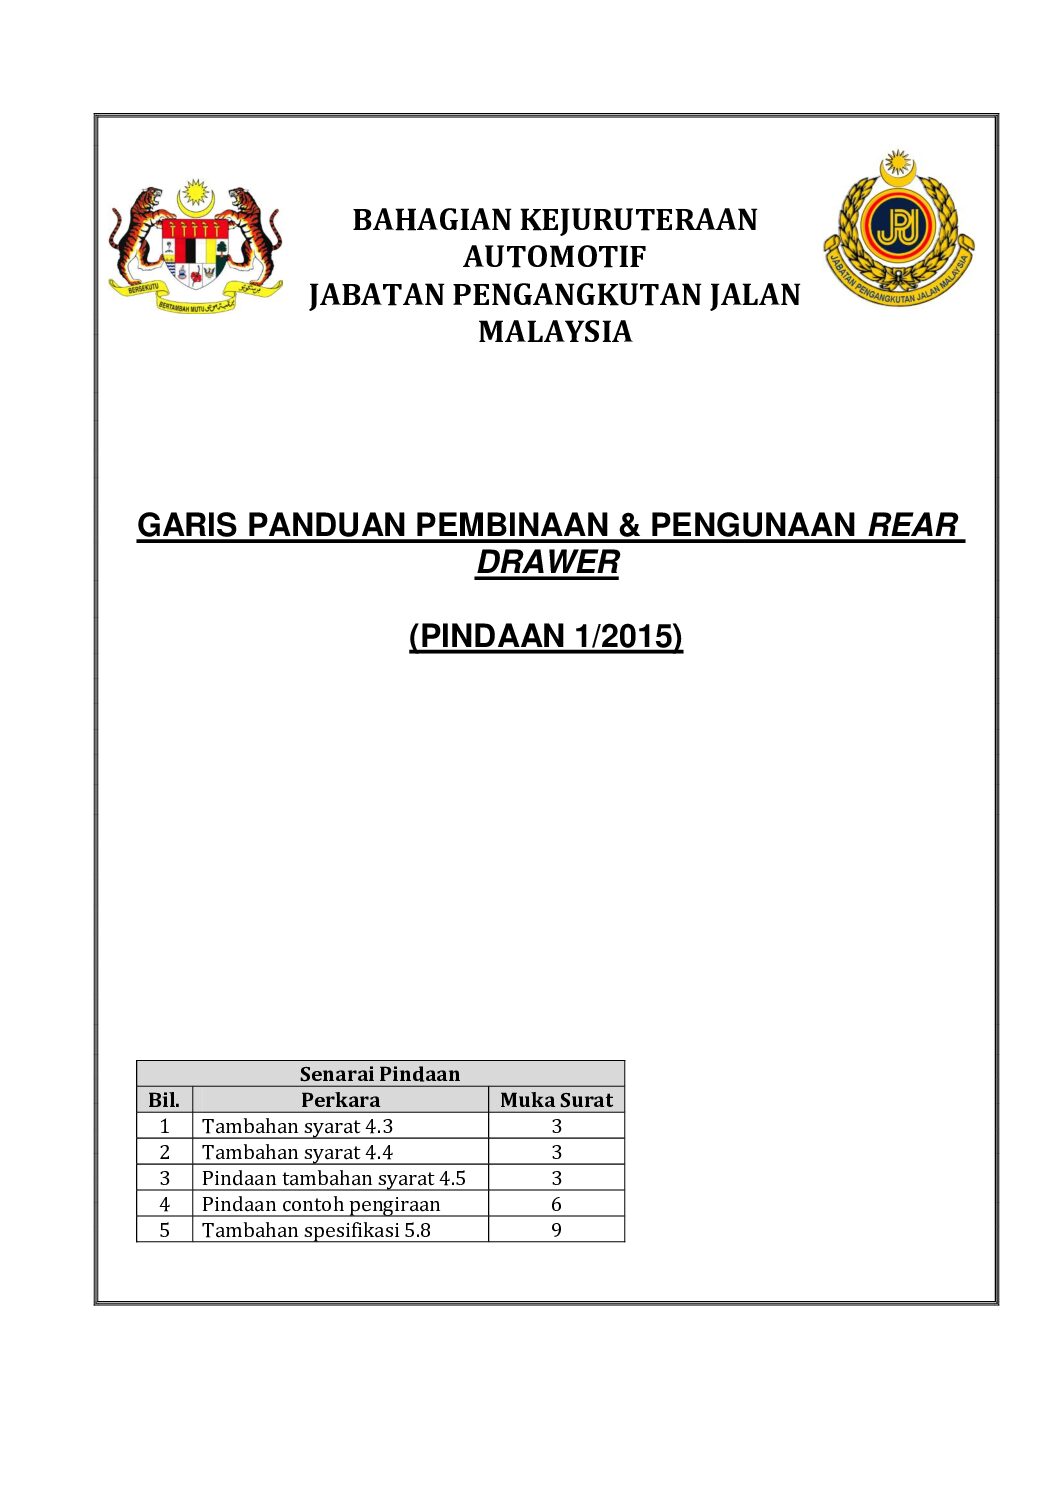 BAHAGIAN KEJURUTERAAN
AUTOMOTIF
JABATAN PENGANGKUTAN JALAN
MALAYSIA
BERSEKUTU
BERTAMBAH MUTU
JPJ
JABATAN PENGANGKUTAN JALAN MALAYSIA
GARIS PANDUAN PEMBINAAN & PENGUNAAN REAR
DRAWER
(PINDAAN 1/2015)
Senarai Pindaan
Bil. Perkara Muka Surat
1 Tambahan syarat 4.3 3
2 Tambahan syarat 4.4 3
3 Pindaan tambahan syarat 4.5 3
4 Pindaan contoh pengiraan 6
5 Tambahan spesifikasi 5.8 9